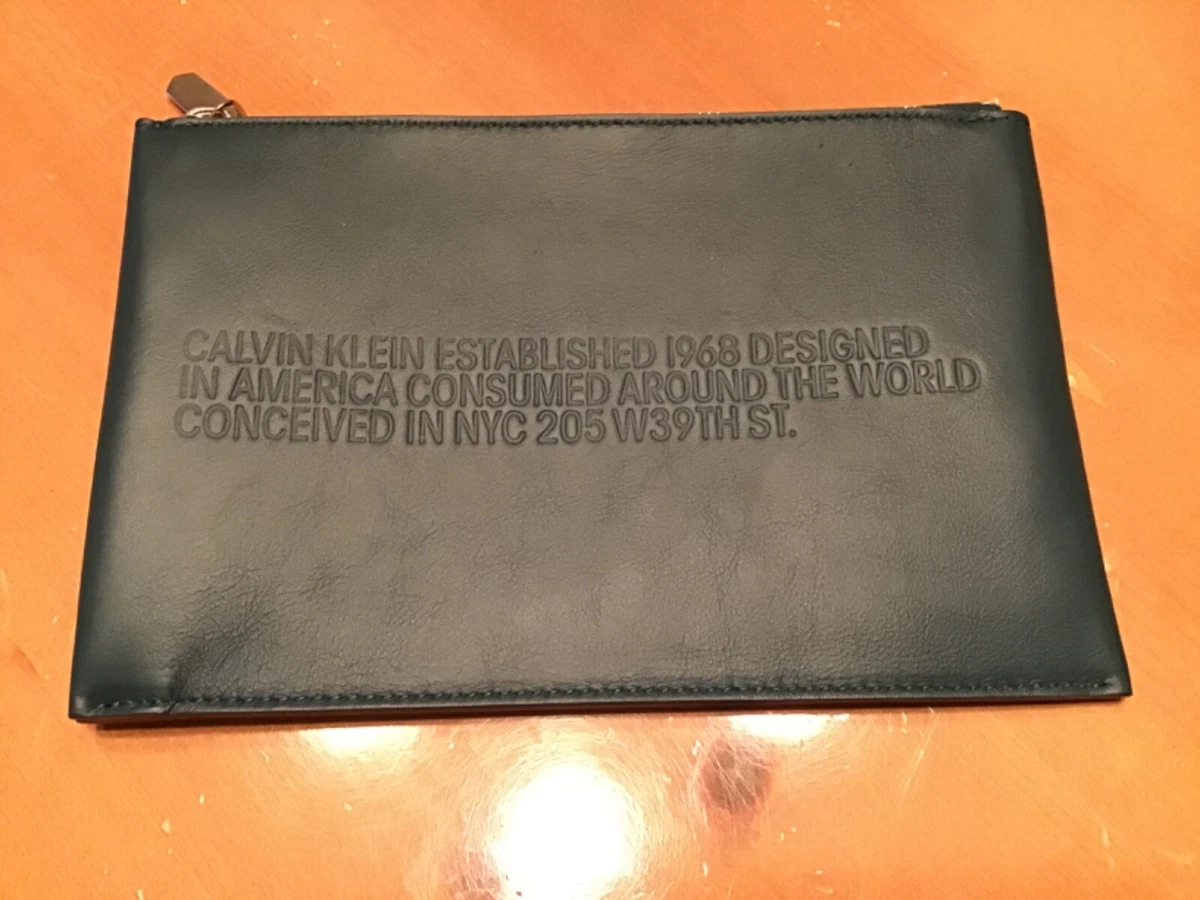 CALVIN KLEIN ESTABLISHED 1968 DESIGNED
IN AMERICA CONSUMED AROUND THE WORLD
CONCEIVED IN NYC 205 W39TH ST.